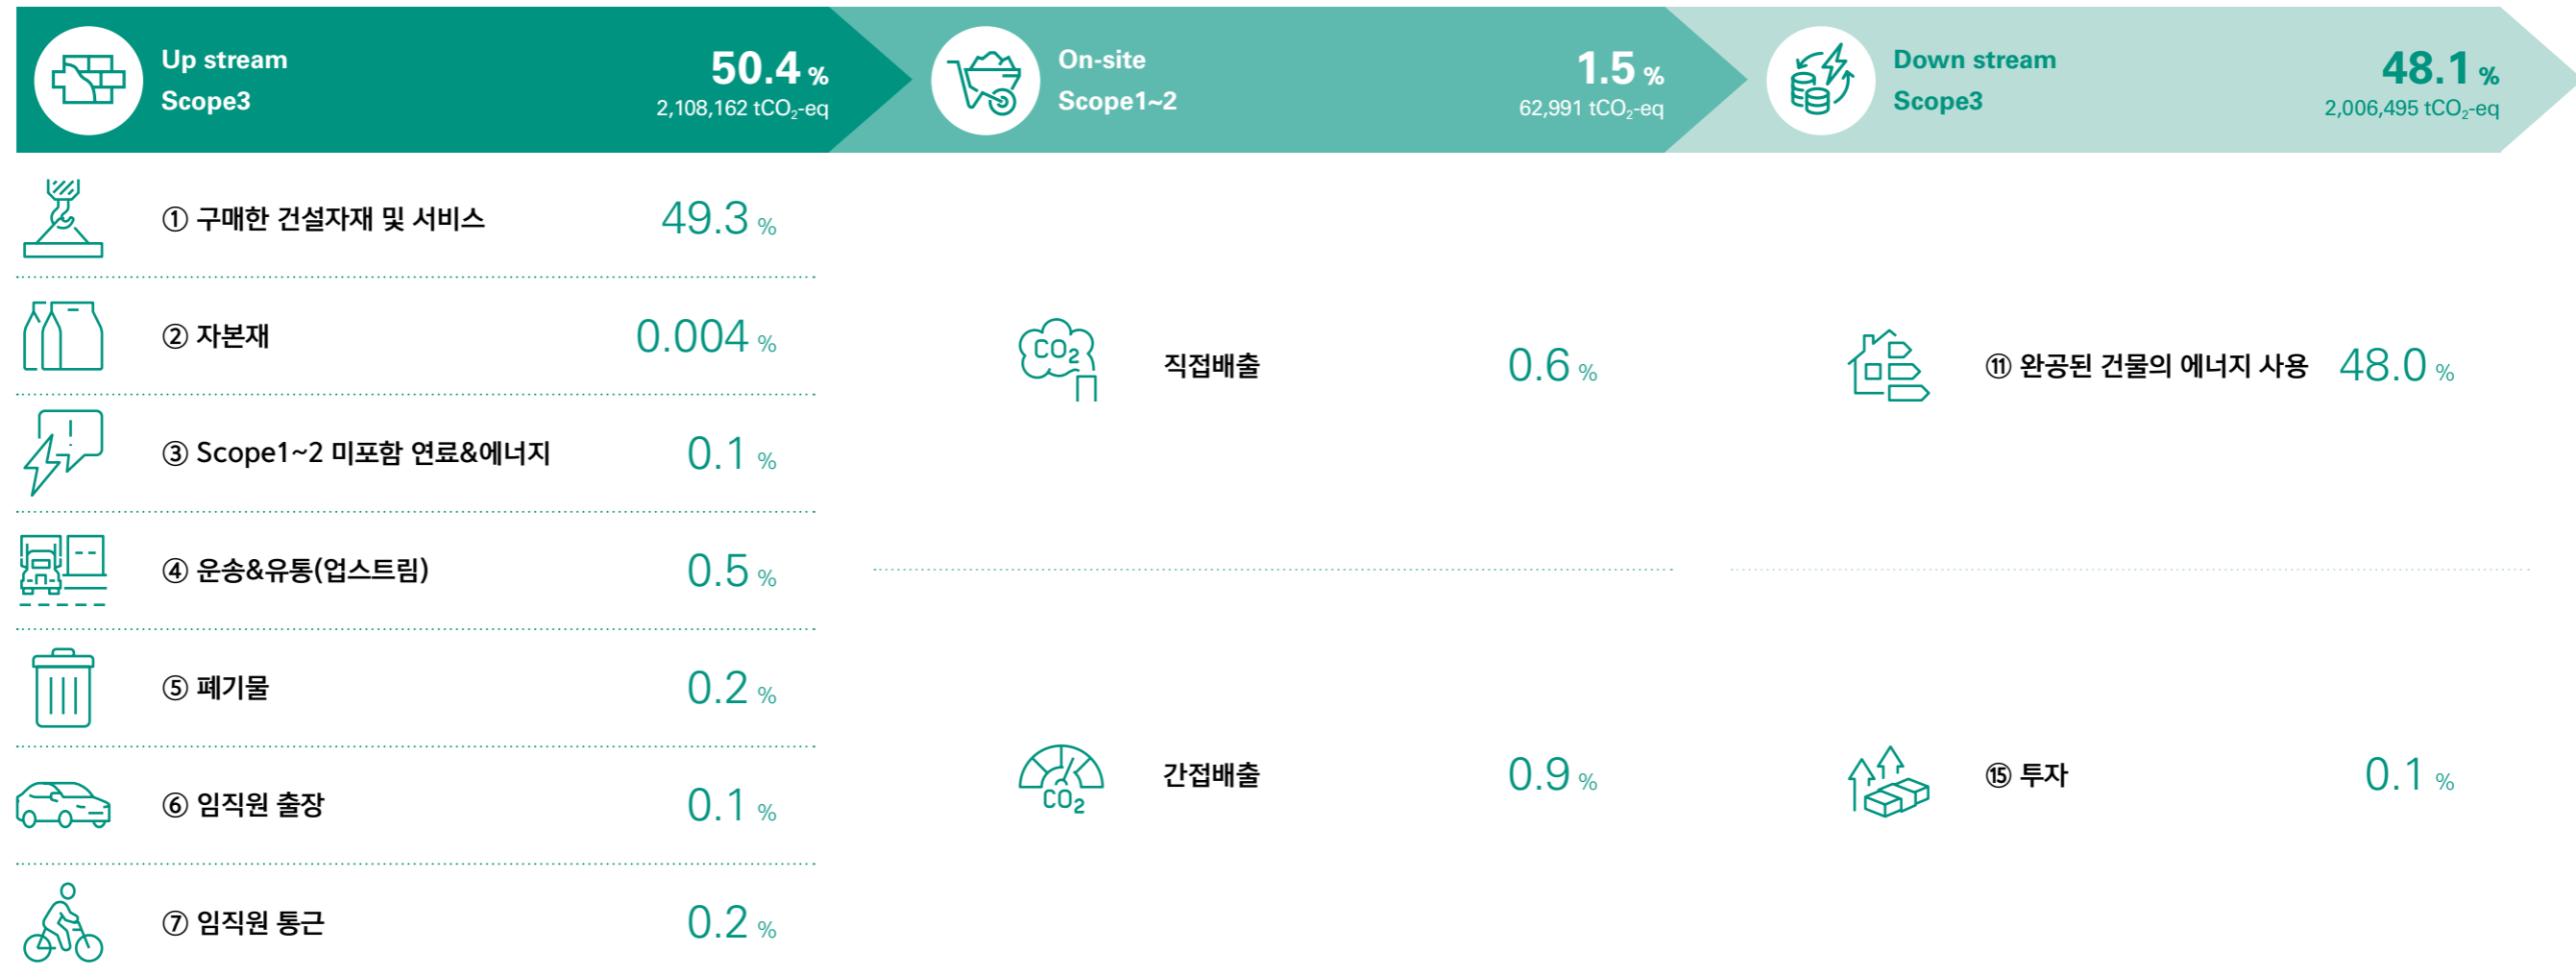 Up stream
Scope3
50.4 %
2,108,162 tCO₂-eq
On-site
Scope1~2
1.5 %
62,991 tCO₂-eq
Down stream
Scope3
48.1 %
2,006,495 tCO₂-eq
① 구매한 건설자재 및 서비스 49.3 %
② 자본재 0.004 %
③ Scope1~2 미포함 연료&에너지 0.1 %
④ 운송&유통(업스트림) 0.5 %
⑤ 폐기물 0.2 %
⑥ 임직원 출장 0.1 %
⑦ 임직원 통근 0.2 %
CO₂
직접배출 0.6 %
CO₂
간접배출 0.9 %
⑪ 완공된 건물의 에너지 사용 48.0 %
⑮ 투자 0.1 %